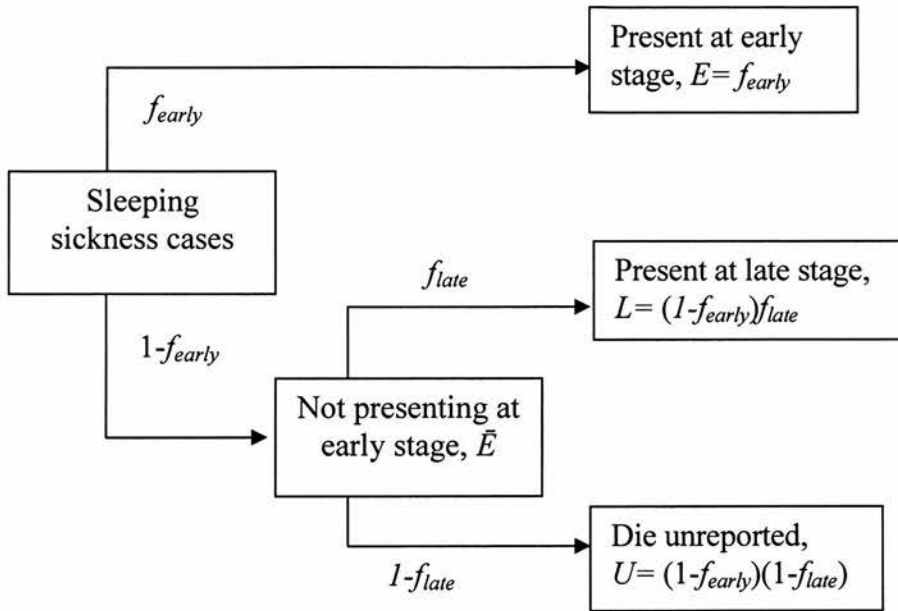 Present at early
stage, E= f_early
f_early
Sleeping
sickness cases
f_late
Present at late stage,
L= (1-f_early)f_late
1-f_early
Not presenting at
early stage, Ē
Die unreported,
U= (1-f_early)(1-f_late)
1-f_late